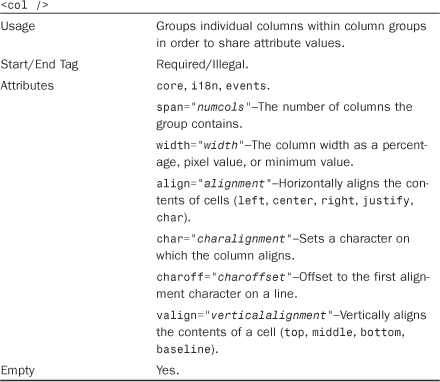 <col />
Usage Groups individual columns within column groups
in order to share attribute values.
Start/End Tag Required/Illegal.
Attributes core, i18n, events.
span="numcols"–The number of columns the
group contains.
width="width"–The column width as a percent-
age, pixel value, or minimum value.
align="alignment"–Horizontally aligns the con-
tents of cells (left, center, right, justify,
char).
char="charalignment"–Sets a character on
which the column aligns.
charoff="charoffset"–Offset to the first align-
ment character on a line.
valign="verticalalignment"–Vertically aligns
the contents of a cell (top, middle, bottom,
baseline).
Empty Yes.